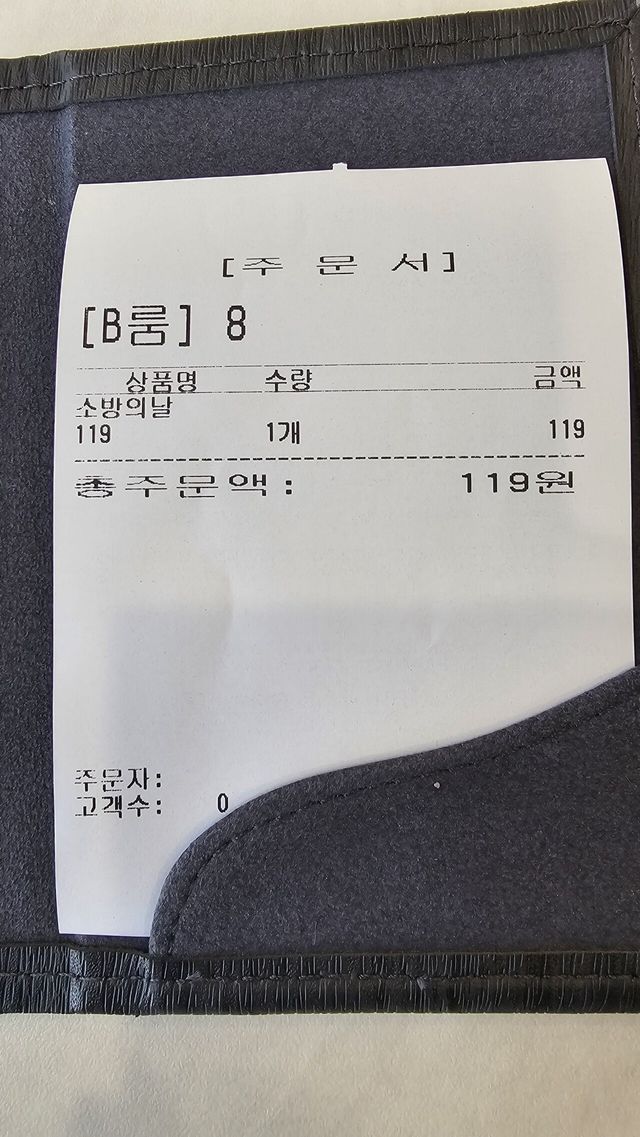 [주 문 서]
[B룸] 8
상품명 수량 금액
소방의날
119 1개 119
총주문액: 119원
주문자:
고객수: 0